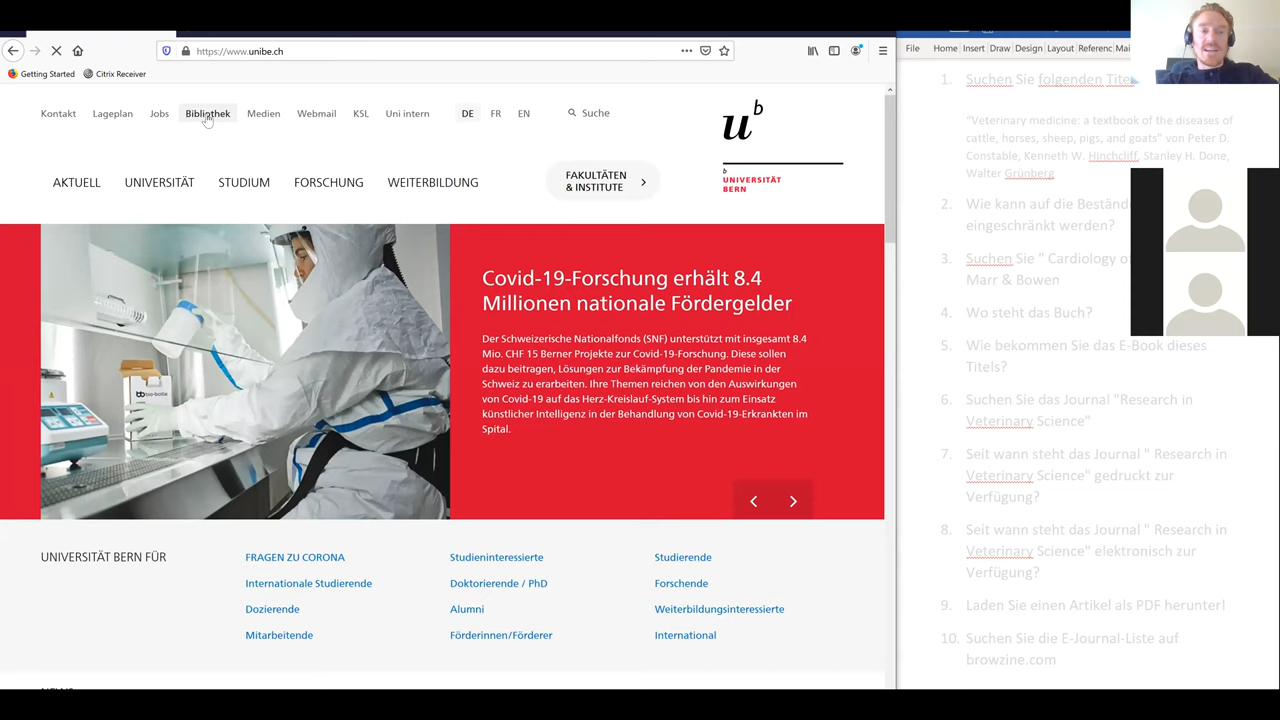 https://www.unibe.ch
Getting Started
Citrix Receiver
Kontakt
Lageplan
Jobs
Bibliothek
Medien
Webmail
KSL
Uni intern
DE
FR
EN
Suche
AKTUELL
UNIVERSITÄT
STUDIUM
FORSCHUNG
WEITERBILDUNG
FAKULTÄTEN
& INSTITUTE
u
b
b
UNIVERSITÄT
BERN
bio-botte
Covid-19-Forschung erhält 8.4
Millionen nationale Fördergelder
Der Schweizerische Nationalfonds (SNF) unterstützt mit insgesamt 8.4
Mio. CHF 15 Berner Projekte zur Covid-19-Forschung. Diese sollen
dazu beitragen, Lösungen zur Bekämpfung der Pandemie in der
Schweiz zu erarbeiten. Ihre Themen reichen von den Auswirkungen
von Covid-19 auf das Herz-Kreislauf-System bis hin zum Einsatz
künstlicher Intelligenz in der Behandlung von Covid-19-Erkrankten im
Spital.
UNIVERSITÄT BERN FÜR
FRAGEN ZU CORONA
Studieninteressierte
Studierende
Internationale Studierende
Doktorierende / PhD
Forschende
Dozierende
Alumni
Weiterbildungsinteressierte
Mitarbeitende
Förderinnen/Förderer
International
File
Home
Insert
Draw
Design
Layout
Referenc
Mai
1. Suchen Sie folgenden Tite
"Veterinary medicine: a textbook of the diseases of
cattle, horses, sheep, pigs, and goats" von Peter D.
Constable, Kenneth W. Hinchcliff, Stanley H. Done,
Walter Grünberg
2. Wie kann auf die Bestände
eingeschränkt werden?
3. Suchen Sie " Cardiology o
Marr & Bowen
4. Wo steht das Buch?
5. Wie bekommen Sie das E-Book dieses
Titels?
6. Suchen Sie das Journal "Research in
Veterinary Science"
7. Seit wann steht das Journal " Research in
Veterinary Science" gedruckt zur
Verfügung?
8. Seit wann steht das Journal " Research in
Veterinary Science" elektronisch zur
Verfügung?
9. Laden Sie einen Artikel als PDF herunter!
10. Suchen Sie die E-Journal-Liste auf
browzine.com